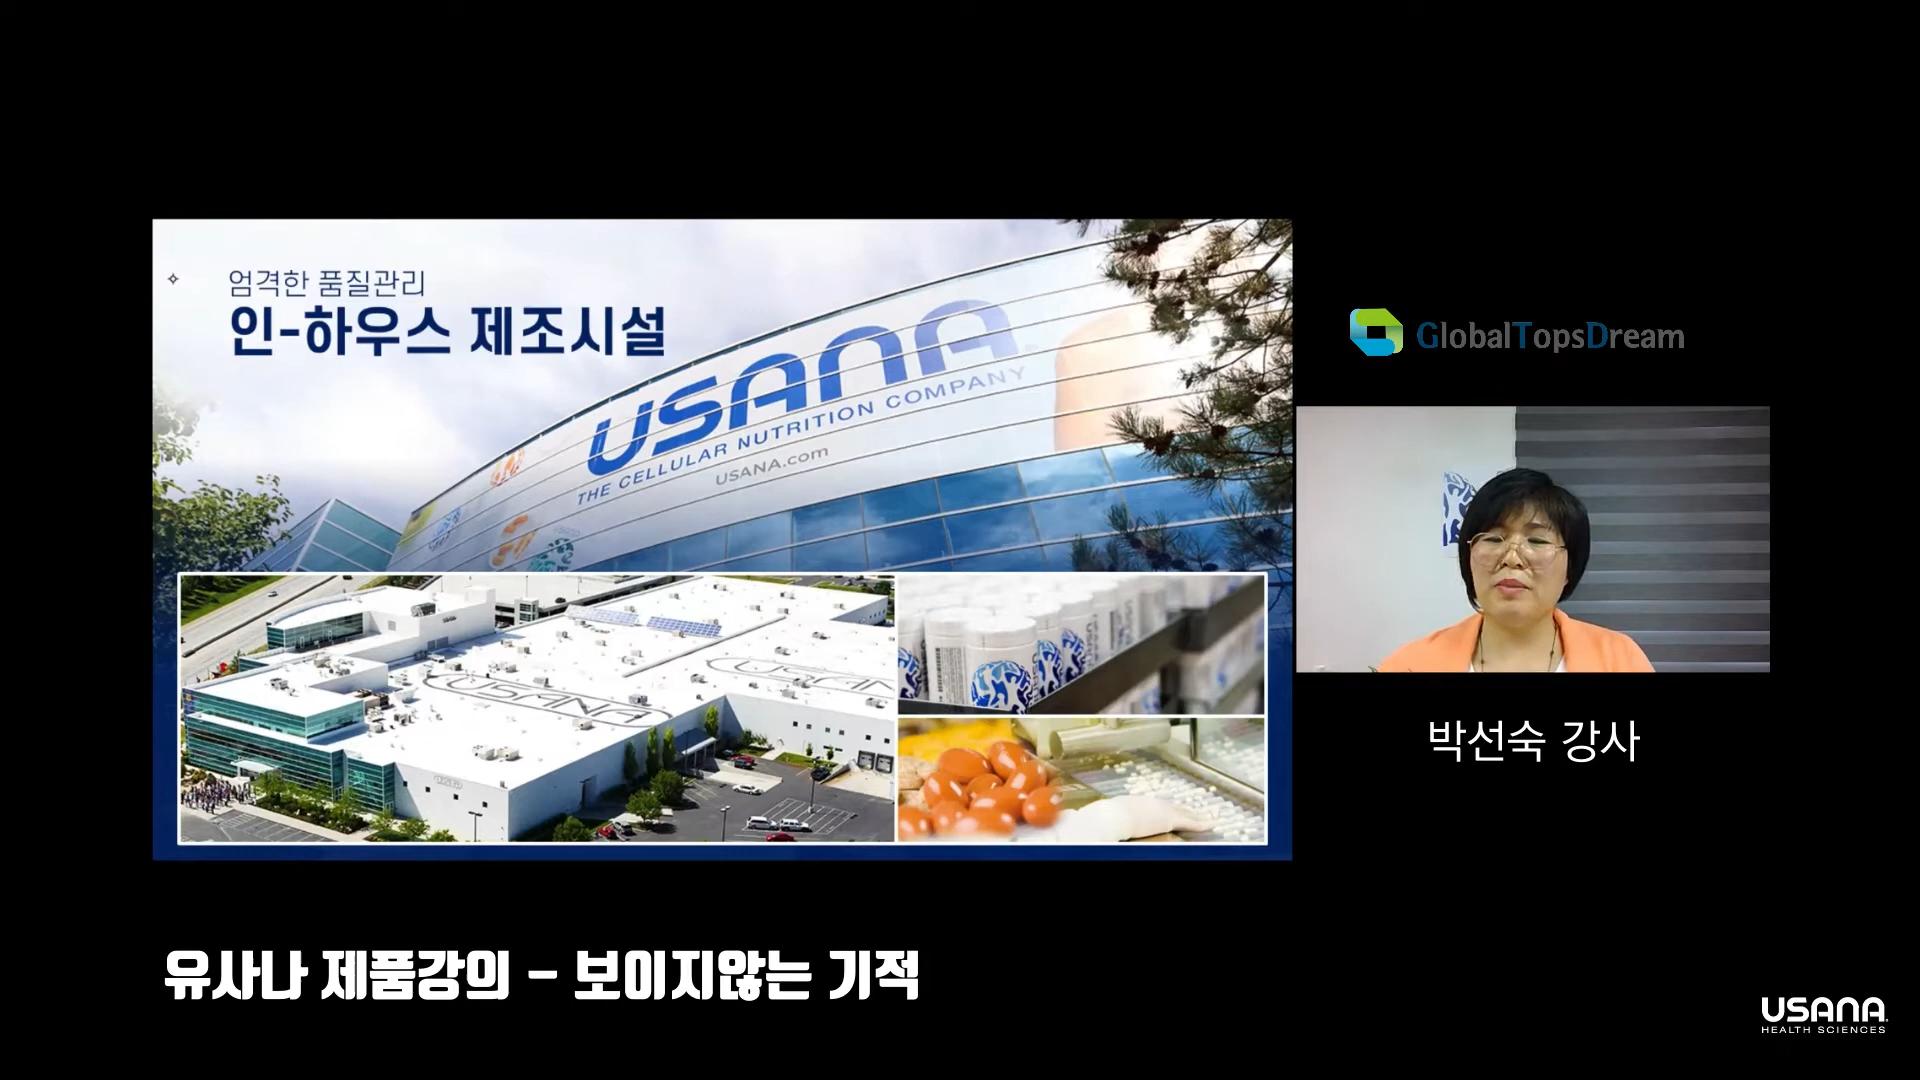 엄격한 품질관리
인-하우스 제조시설
USANA
THE CELLULAR NUTRITION COMPANY
USANA.com
USANA
USANA
GlobalTopsDream
박선숙 강사
유사나 제품강의 - 보이지않는 기적
USANA
HEALTH SCIENCES